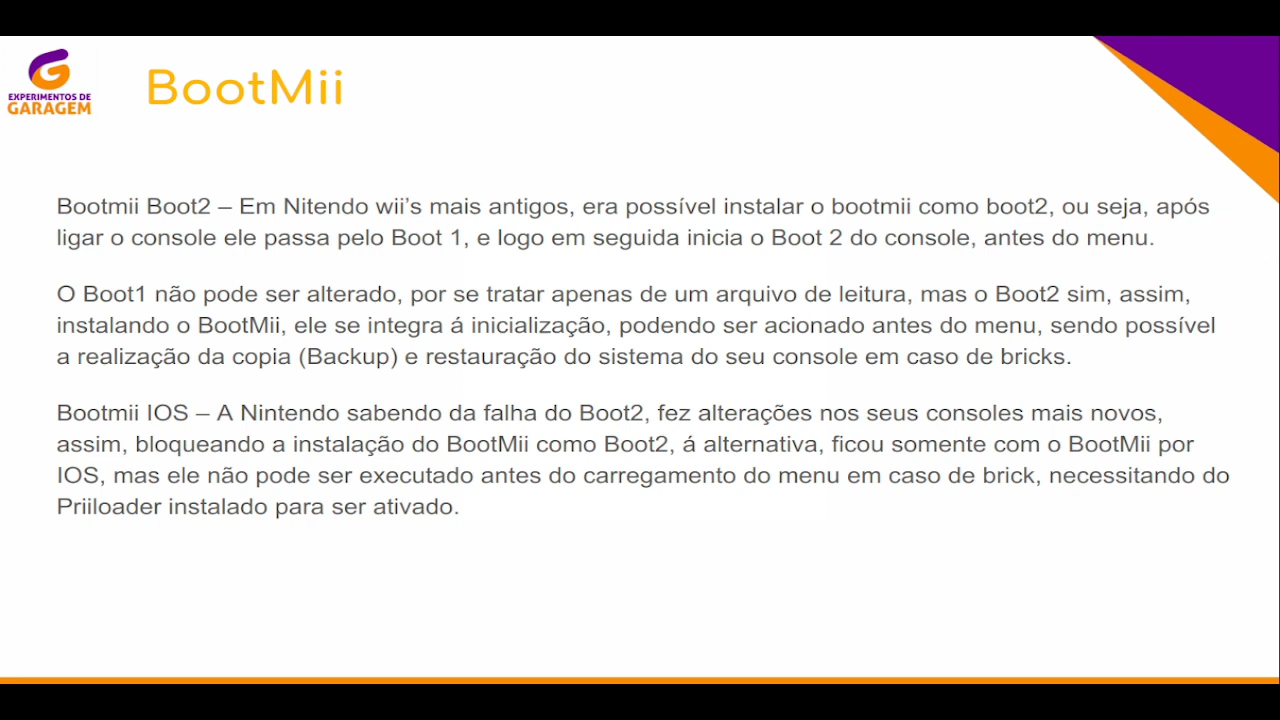 EXPERIMENTOS DE
GARAGEM
BootMii
Bootmii Boot2 – Em Nitendo wii’s mais antigos, era possível instalar o bootmii como boot2, ou seja, após
ligar o console ele passa pelo Boot 1, e logo em seguida inicia o Boot 2 do console, antes do menu.
O Boot1 não pode ser alterado, por se tratar apenas de um arquivo de leitura, mas o Boot2 sim, assim,
instalando o BootMii, ele se integra á inicialização, podendo ser acionado antes do menu, sendo possível
a realização da copia (Backup) e restauração do sistema do seu console em caso de bricks.
Bootmii IOS – A Nintendo sabendo da falha do Boot2, fez alterações nos seus consoles mais novos,
assim, bloqueando a instalação do BootMii como Boot2, á alternativa, ficou somente com o BootMii por
IOS, mas ele não pode ser executado antes do carregamento do menu em caso de brick, necessitando do
Priiloader instalado para ser ativado.